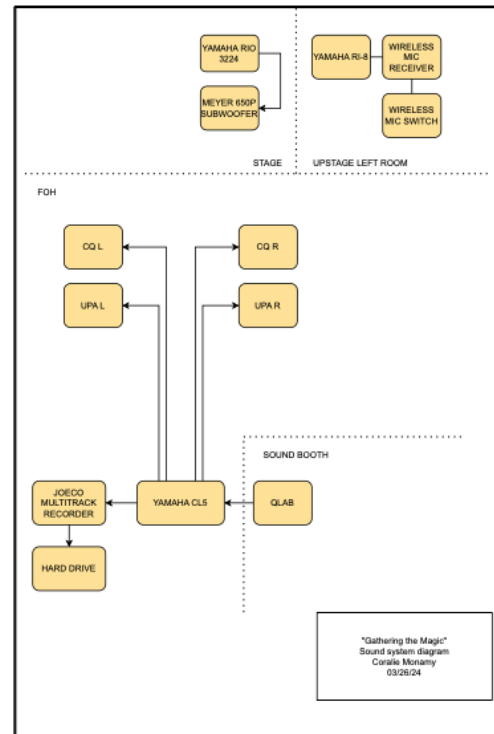 YAMAHA RIO
3224
YAMAHA RI-8
WIRELESS
MIC
RECEIVER
MEYER 650P
SUBWOOFER
WIRELESS
MIC SWITCH
STAGE
UPSTAGE LEFT ROOM
FOH
CQ L
CQ R
UPA L
UPA R
SOUND BOOTH
JOECO
MULTITRACK
RECORDER
YAMAHA CL5
QLAB
HARD DRIVE
"Gathering the Magic"
Sound system diagram
Coralie Monamy
03/26/24